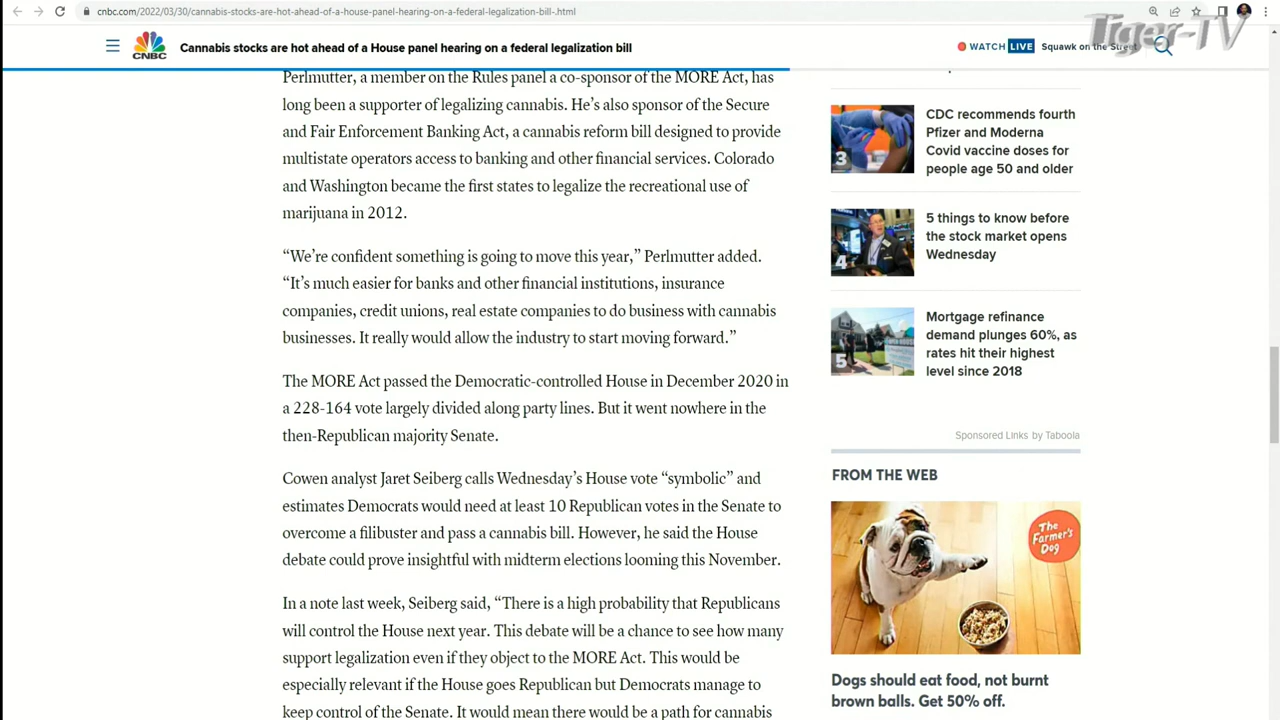 cnbc.com/2022/03/30/cannabis-stocks-are-hot-ahead-of-a-house-panel-hearing-on-a-federal-legalization-bill-.html
Tiger-TV
CNBC
Cannabis stocks are hot ahead of a House panel hearing on a federal legalization bill
WATCH LIVE Squawk on the Street
Perlmutter, a member on the Rules panel a co-sponsor of the MORE Act, has
long been a supporter of legalizing cannabis. He’s also sponsor of the Secure
and Fair Enforcement Banking Act, a cannabis reform bill designed to provide
multistate operators access to banking and other financial services. Colorado
and Washington became the first states to legalize the recreational use of
marijuana in 2012.
“We’re confident something is going to move this year,” Perlmutter added.
“It’s much easier for banks and other financial institutions, insurance
companies, credit unions, real estate companies to do business with cannabis
businesses. It really would allow the industry to start moving forward.”
The MORE Act passed the Democratic-controlled House in December 2020 in
a 228-164 vote largely divided along party lines. But it went nowhere in the
then-Republican majority Senate.
Cowen analyst Jaret Seiberg calls Wednesday’s House vote “symbolic” and
estimates Democrats would need at least 10 Republican votes in the Senate to
overcome a filibuster and pass a cannabis bill. However, he said the House
debate could prove insightful with midterm elections looming this November.
In a note last week, Seiberg said, “There is a high probability that Republicans
will control the House next year. This debate will be a chance to see how many
support legalization even if they object to the MORE Act. This would be
especially relevant if the House goes Republican but Democrats manage to
keep control of the Senate. It would mean there would be a path for cannabis
3
CDC recommends fourth
Pfizer and Moderna
Covid vaccine doses for
people age 50 and older
4
5 things to know before
the stock market opens
Wednesday
5
Mortgage refinance
demand plunges 60%, as
rates hit their highest
level since 2018
Sponsored Links by Taboola
FROM THE WEB
The
Farmer's
Dog
Dogs should eat food, not burnt
brown balls. Get 50% off.